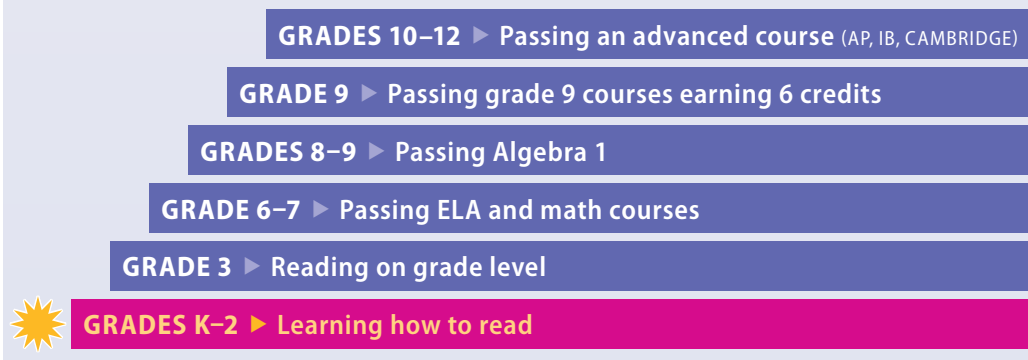 GRADES 10–12 ▶ Passing an advanced course (AP, IB, CAMBRIDGE)
GRADE 9 ▶ Passing grade 9 courses earning 6 credits
GRADES 8–9 ▶ Passing Algebra 1
GRADE 6–7 ▶ Passing ELA and math courses
GRADE 3 ▶ Reading on grade level
GRADES K–2 ▶ Learning how to read